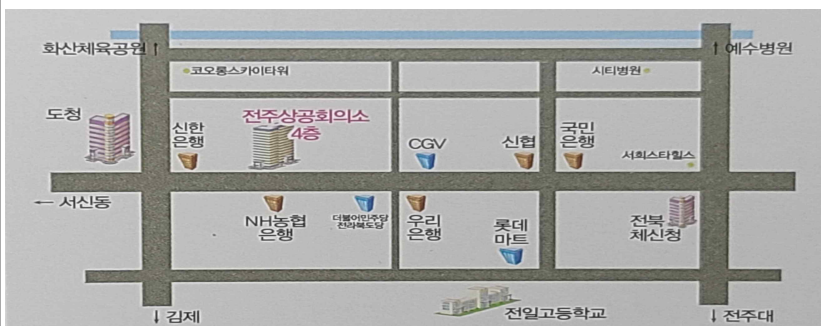 화산체육공원 ↑
↑ 예수병원
코오롱스카이타워
시티병원
도청
신한
은행
전주상공회의소
4층
CGV
신협
국민
은행
서희스타힐스
← 서신동
NH농협
은행
더불어민주당
전라북도당
우리
은행
롯데
마트
전북
체신청
↓ 김제
전일고등학교
↓ 전주대